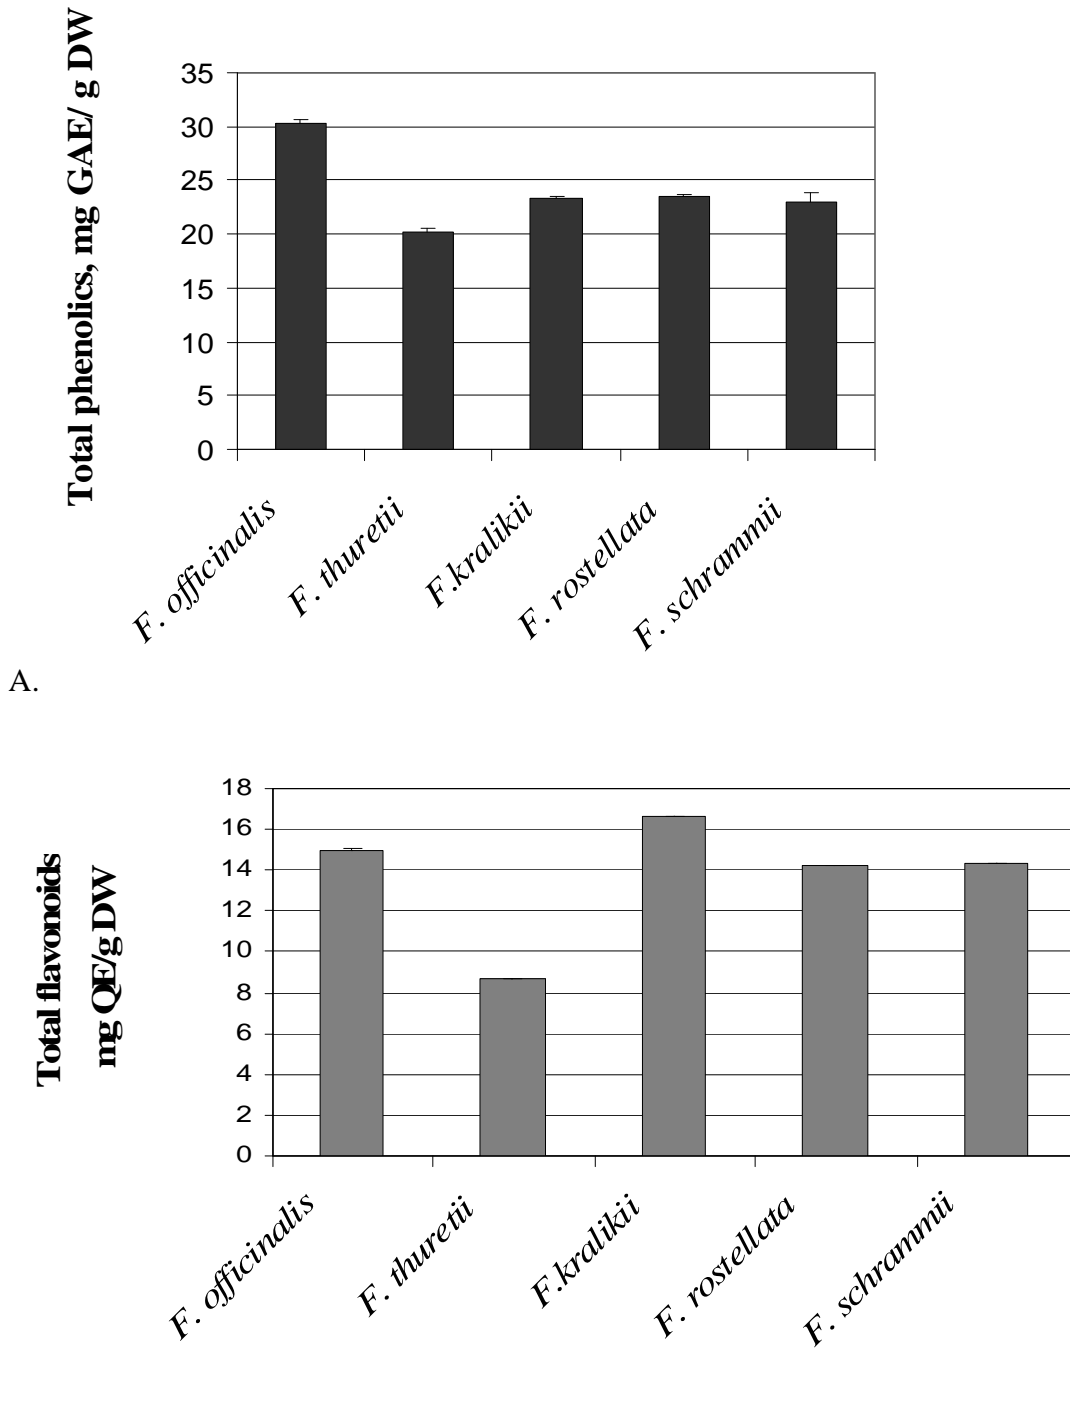 Total phenolics, mg GAE/ g DW
35
30
25
20
15
10
5
0
F. officinalis
F. thuretii
F.kralikii
F. rostellata
F. schrammii
A.
Total flavonoids
mg QE/g DW
18
16
14
12
10
8
6
4
2
0
F. officinalis
F. thuretii
F.kralikii
F. rostellata
F. schrammii